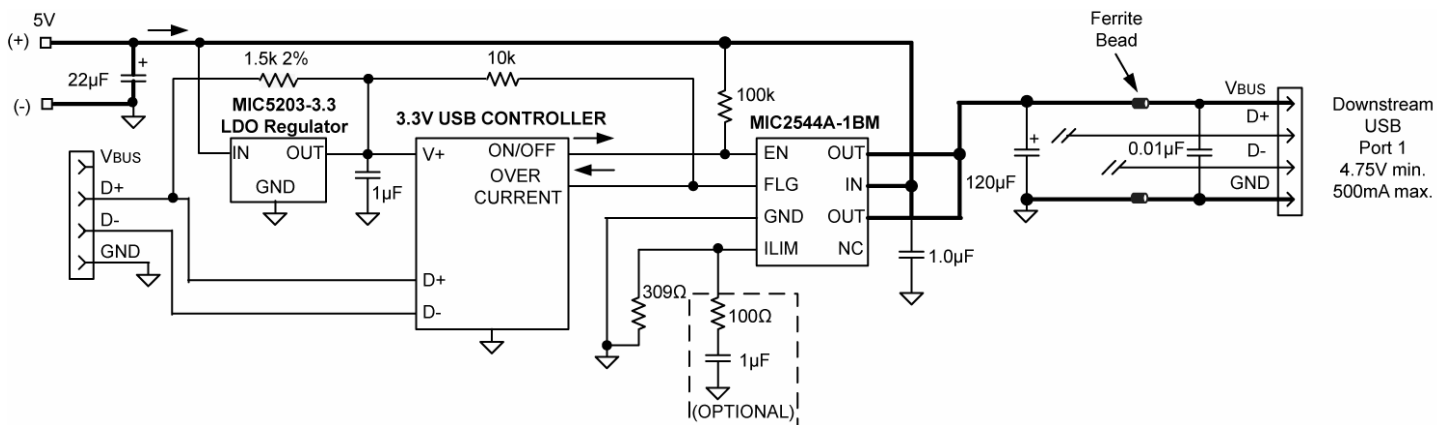 5V
(+)
(-)
22µF
1.5k 2%
10k
MIC5203-3.3
LDO Regulator
IN
OUT
GND
1µF
3.3V USB CONTROLLER
V+
ON/OFF
OVER
CURRENT
D+
D-
VBUS
D+
D-
GND
100k
MIC2544A-1BM
EN
FLG
GND
ILIM
OUT
IN
OUT
NC
309Ω
100Ω
1µF
(OPTIONAL)
1.0µF
120µF
Ferrite
Bead
0.01µF
VBUS
D+
D-
GND
Downstream
USB
Port 1
4.75V min.
500mA max.